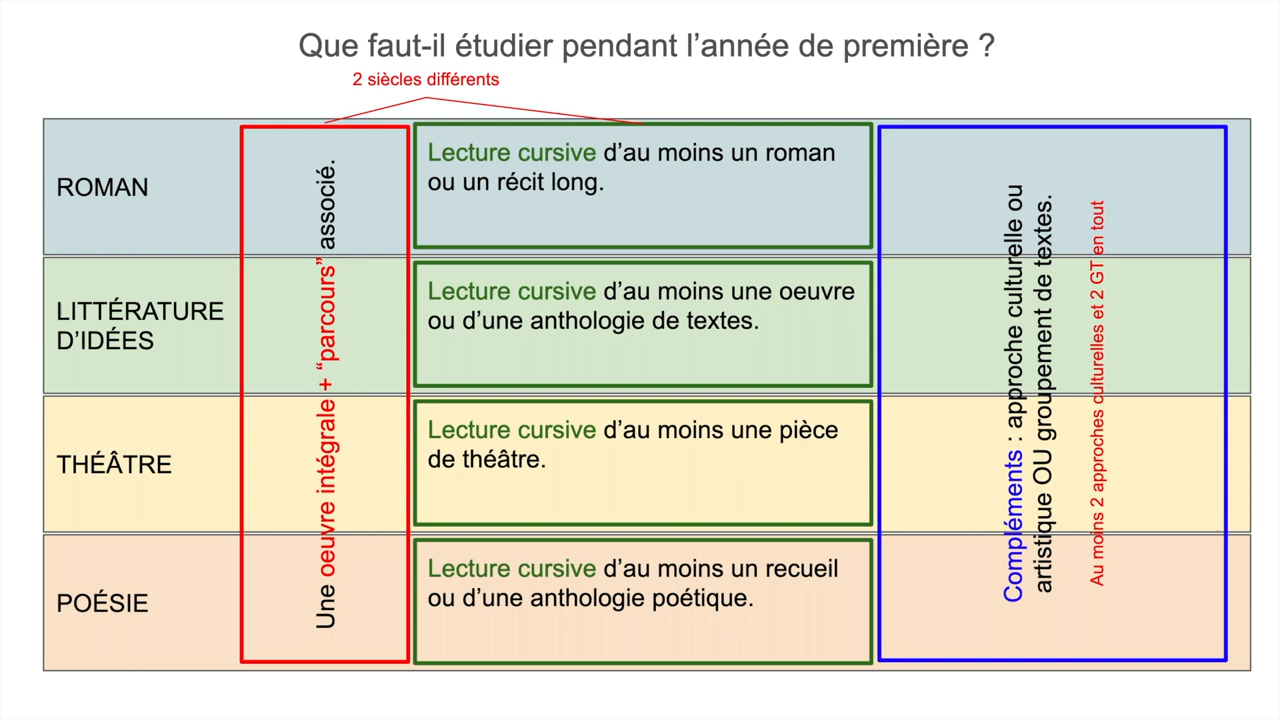 Que faut-il étudier pendant l’année de première ?
2 siècles différents
ROMAN
Une oeuvre intégrale + “parcours” associé.
Lecture cursive d’au moins un roman
ou un récit long.
Compléments : approche culturelle ou
artistique OU groupement de textes.
Au moins 2 approches culturelles et 2 GT en tout
LITTÉRATURE
D’IDÉES
Lecture cursive d’au moins une oeuvre
ou d’une anthologie de textes.
THÉÂTRE
Lecture cursive d’au moins une pièce
de théâtre.
POÉSIE
Lecture cursive d’au moins un recueil
ou d’une anthologie poétique.